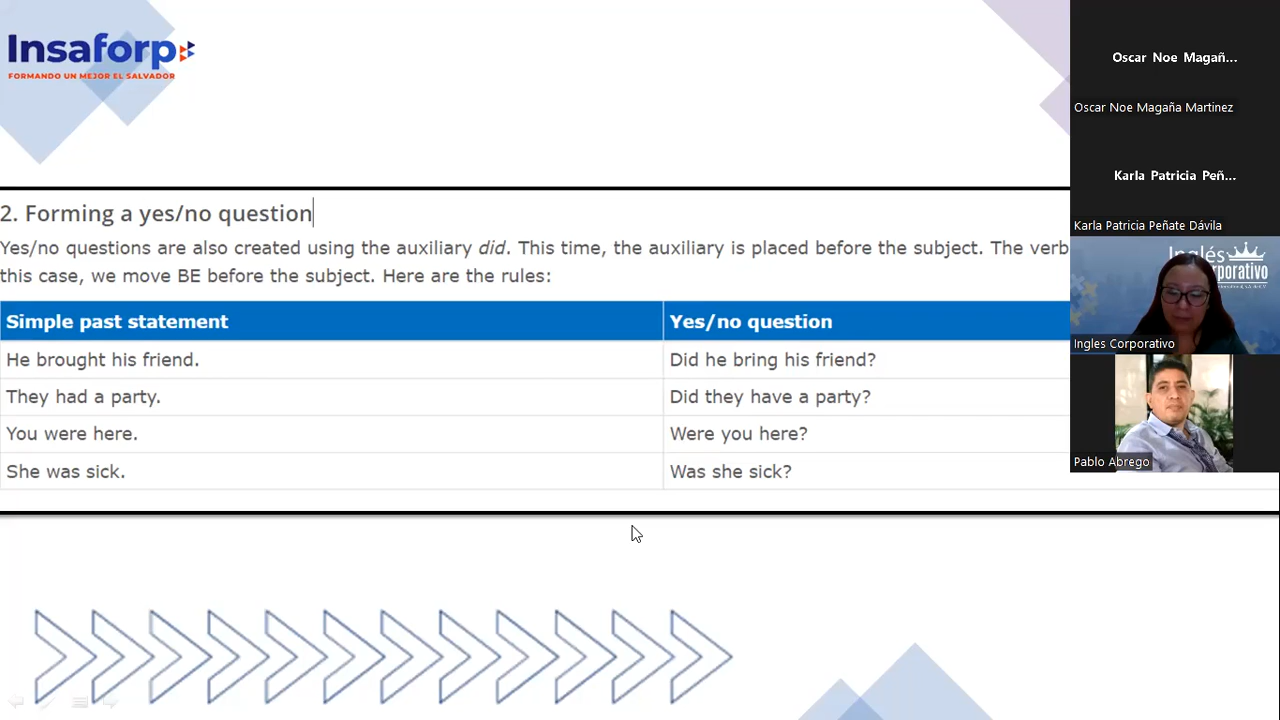 Insaforp
FORMANDO UN MEJOR EL SALVADOR
2. Forming a yes/no question
Yes/no questions are also created using the auxiliary did. This time, the auxiliary is placed before the subject. The verb
this case, we move BE before the subject. Here are the rules:
Simple past statement
Yes/no question
He brought his friend.
Did he bring his friend?
They had a party.
Did they have a party?
You were here.
Were you here?
She was sick.
Was she sick?
Oscar Noe Magañ...
Oscar Noe Magaña Martinez
Karla Patricia Peñ...
Karla Patricia Peñate Dávila
Inglés
orporativo
Ingles Corporativo
Pablo Abrego